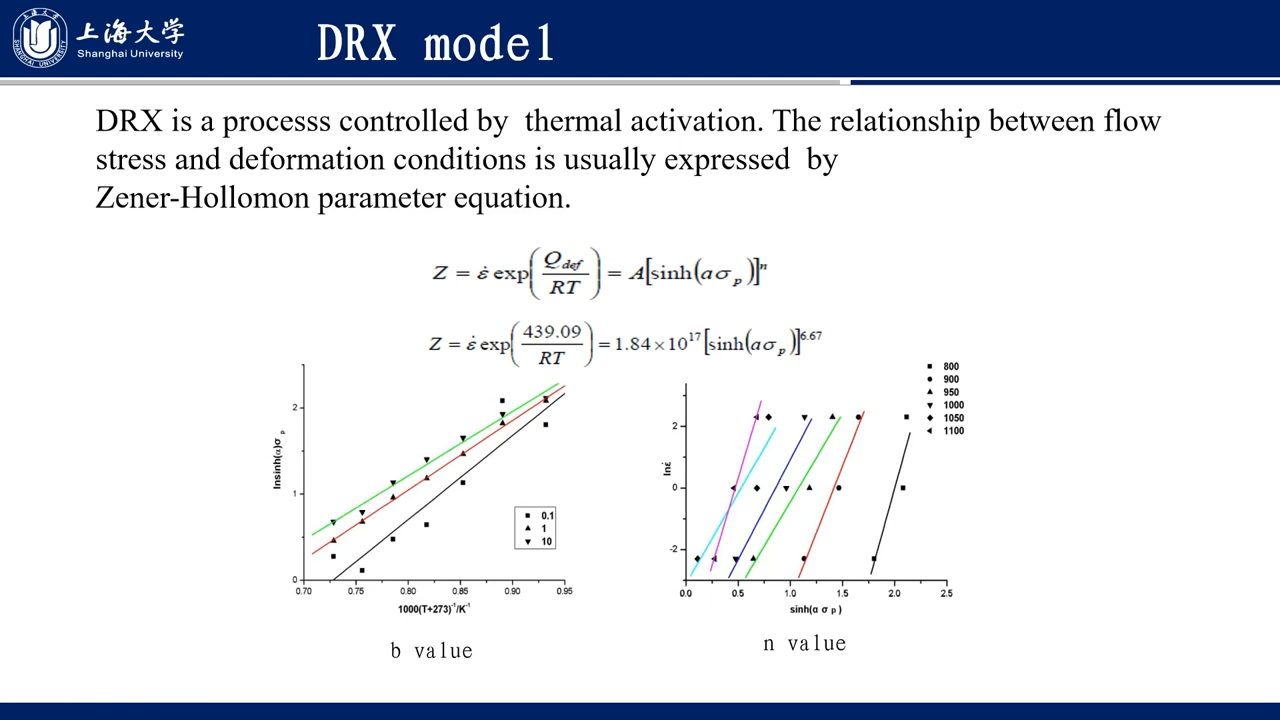 上海大学
Shanghai University
DRX model
DRX is a processs controlled by thermal activation. The relationship between flow
stress and deformation conditions is usually expressed by
Zener-Hollomon parameter equation.
Z = ε̇ exp(Q_def/RT) = A[sinh(aσ_p)]^n
Z = ε̇ exp(439.09/RT) = 1.84×10^17[sinh(aσ_p)]^6.67
lnsinh(α)σ p
2
1
0
0.70 0.75 0.80 0.85 0.90 0.95
1000(T+273)^-1/K^-1
0.1
1
10
b value
lnε̇
2
0
-2
0.0 0.5 1.0 1.5 2.0 2.5
sinh(α σ p )
800
900
950
1000
1050
1100
n value